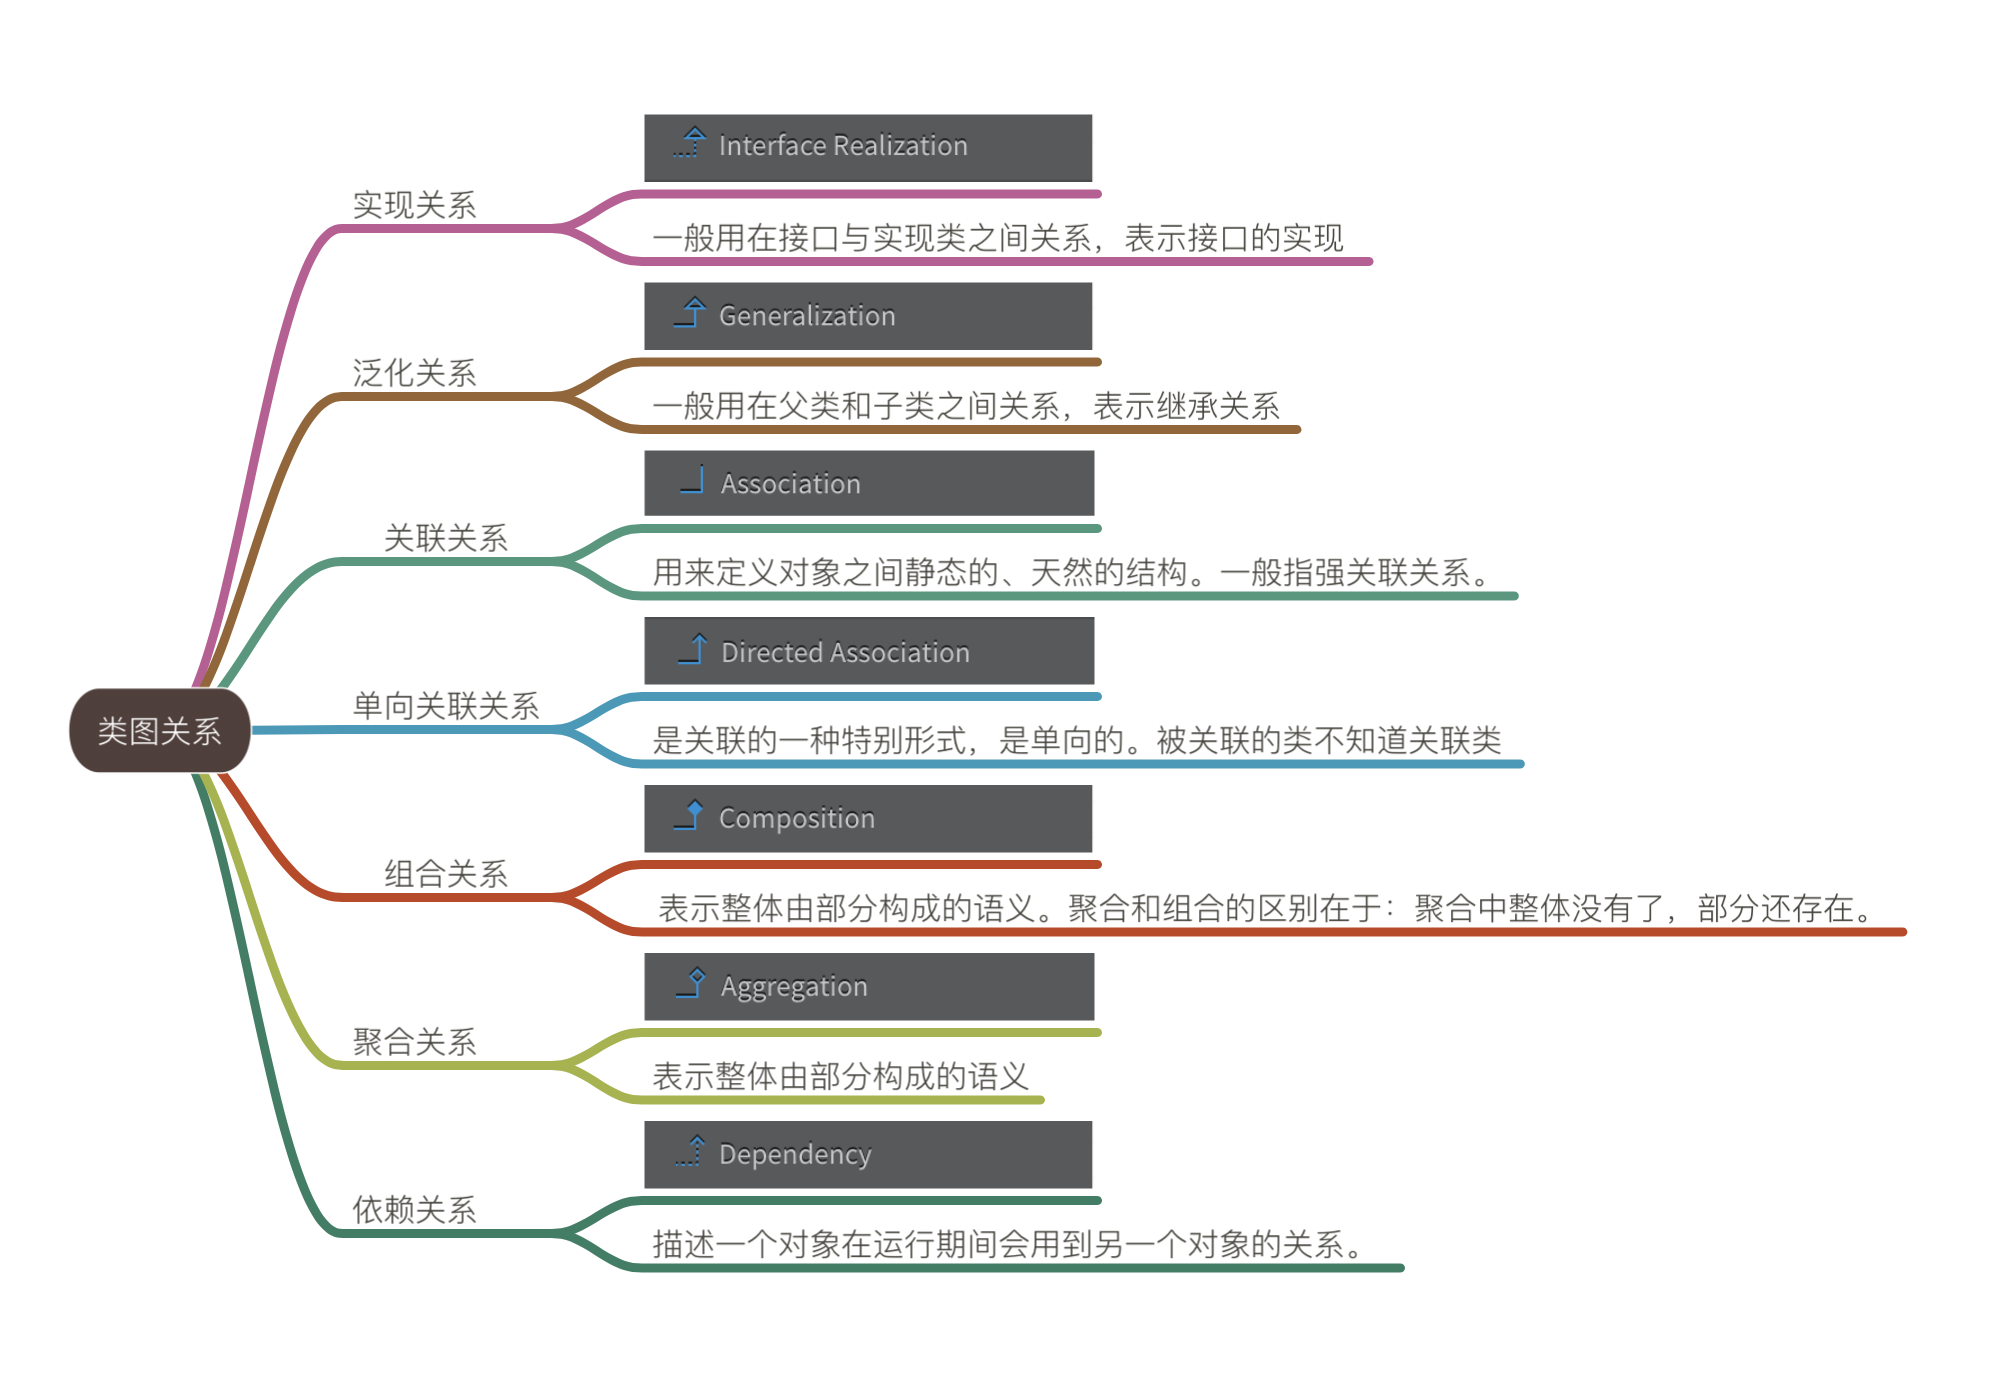 类图关系
实现关系
Interface Realization
一般用在接口与实现类之间关系，表示接口的实现
泛化关系
Generalization
一般用在父类和子类之间关系，表示继承关系
关联关系
Association
用来定义对象之间静态的、天然的结构。一般指强关联关系。
单向关联关系
Directed Association
是关联的一种特别形式，是单向的。被关联的类不知道关联类
组合关系
Composition
表示整体由部分构成的语义。聚合和组合的区别在于：聚合中整体没有了，部分还存在。
聚合关系
Aggregation
表示整体由部分构成的语义
依赖关系
Dependency
描述一个对象在运行期间会用到另一个对象的关系。